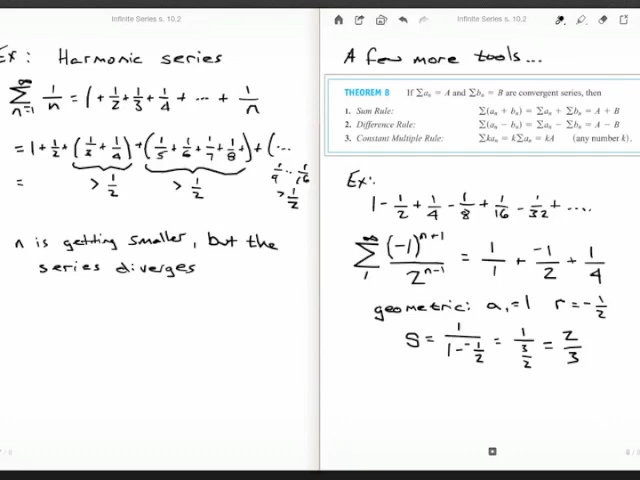 Infinite Series s. 10.2
Ex: Harmonic series
∞ ∑ n=1 1/n = 1 + 1/2 + 1/3 + 1/4 + ... + 1/n
= 1 + 1/2 + (1/3 + 1/4) + (1/5 + 1/6 + 1/7 + 1/8) + (...
1/9 ... 1/16
= > 1/2 > 1/2 > 1/2
n is getting smaller, but the
series diverges
Infinite Series s. 10.2
A few more tools...
THEOREM 8 If ∑aₙ = A and ∑bₙ = B are convergent series, then
1. Sum Rule: ∑(aₙ + bₙ) = ∑aₙ + ∑bₙ = A + B
2. Difference Rule: ∑(aₙ − bₙ) = ∑aₙ − ∑bₙ = A − B
3. Constant Multiple Rule: ∑kaₙ = k∑aₙ = kA (any number k).
Ex:
1 - 1/2 + 1/4 - 1/8 + 1/16 - 1/32 + ....
∞ ∑ 1 (-1)^(n+1) / 2^(n-1) = 1/1 + -1/2 + 1/4
geometric: a₁ = 1 r = -1/2
S = 1/(1 - -1/2) = 1/(3/2) = 2/3